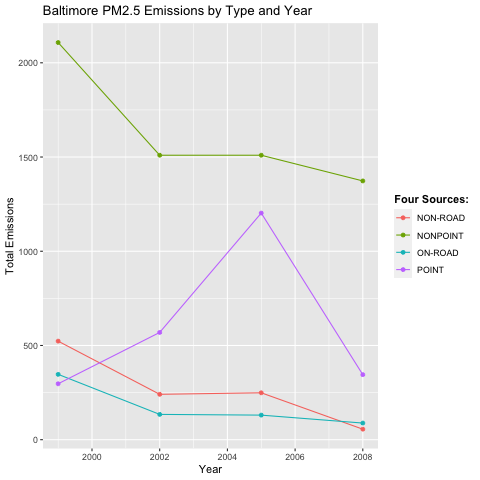 Baltimore PM2.5 Emissions by Type and Year
Total Emissions
2000
1500
1000
500
0
2000
2002
2004
2006
2008
Year
Four Sources:
NON-ROAD
NONPOINT
ON-ROAD
POINT